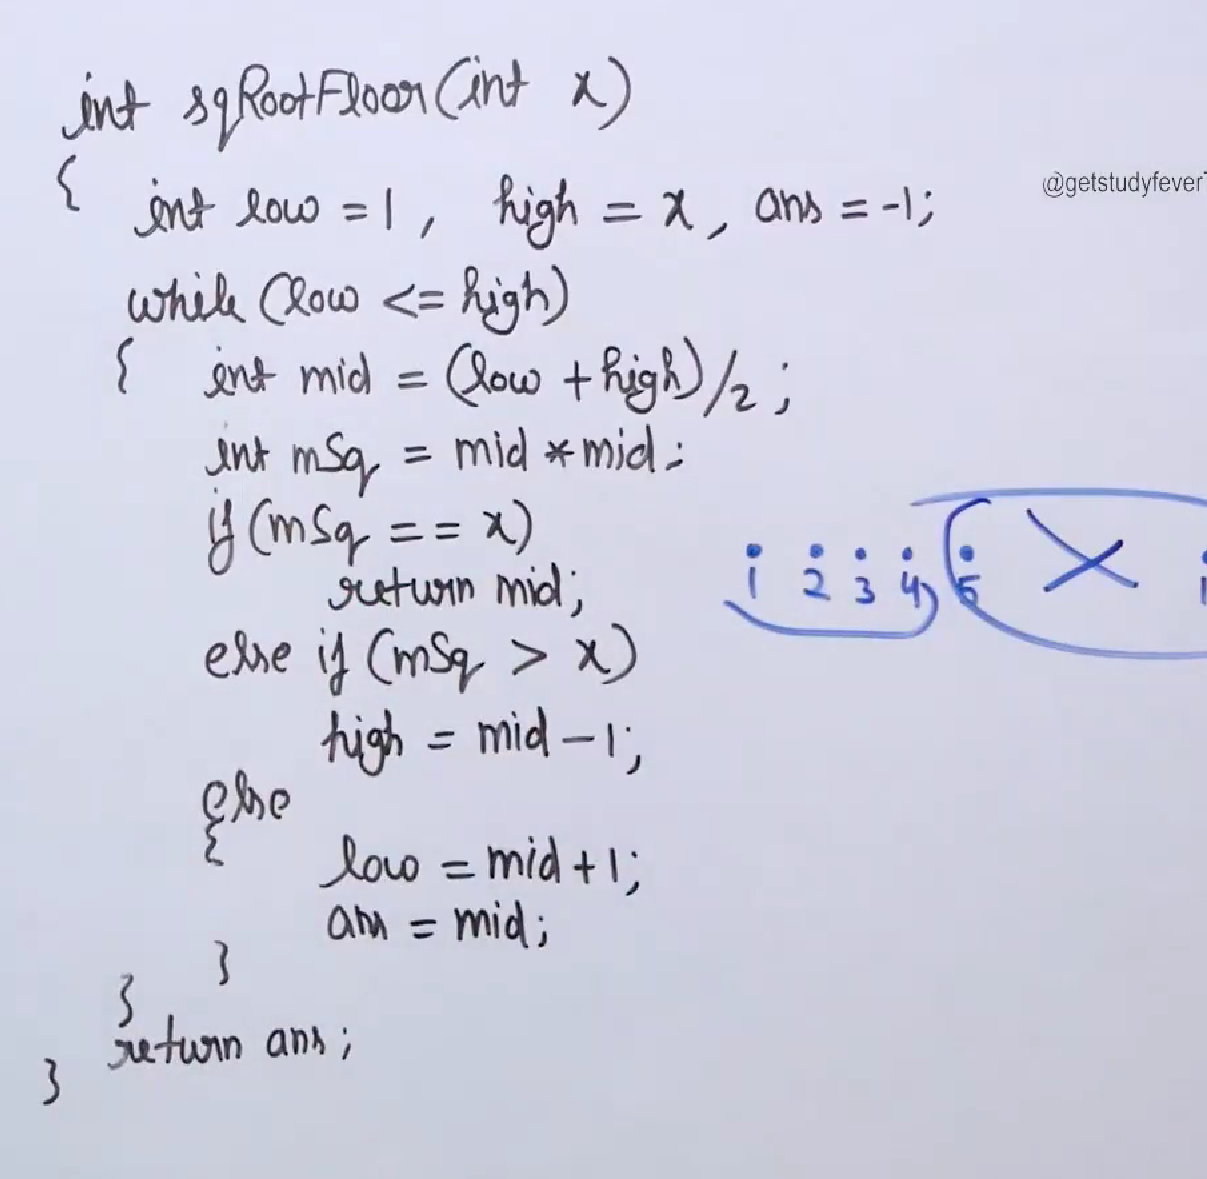 int sqRootFloor(int x)
{ int low = 1, high = x, ans = -1;
@getstudyfever
while (low <= high)
{ int mid = (low + high)/2;
int mSq = mid * mid;
if (mSq == x)
return mid;
1 2 3 4 5
else if (mSq > x)
high = mid - 1;
else
{ low = mid + 1;
ans = mid;
}
}
return ans;
}